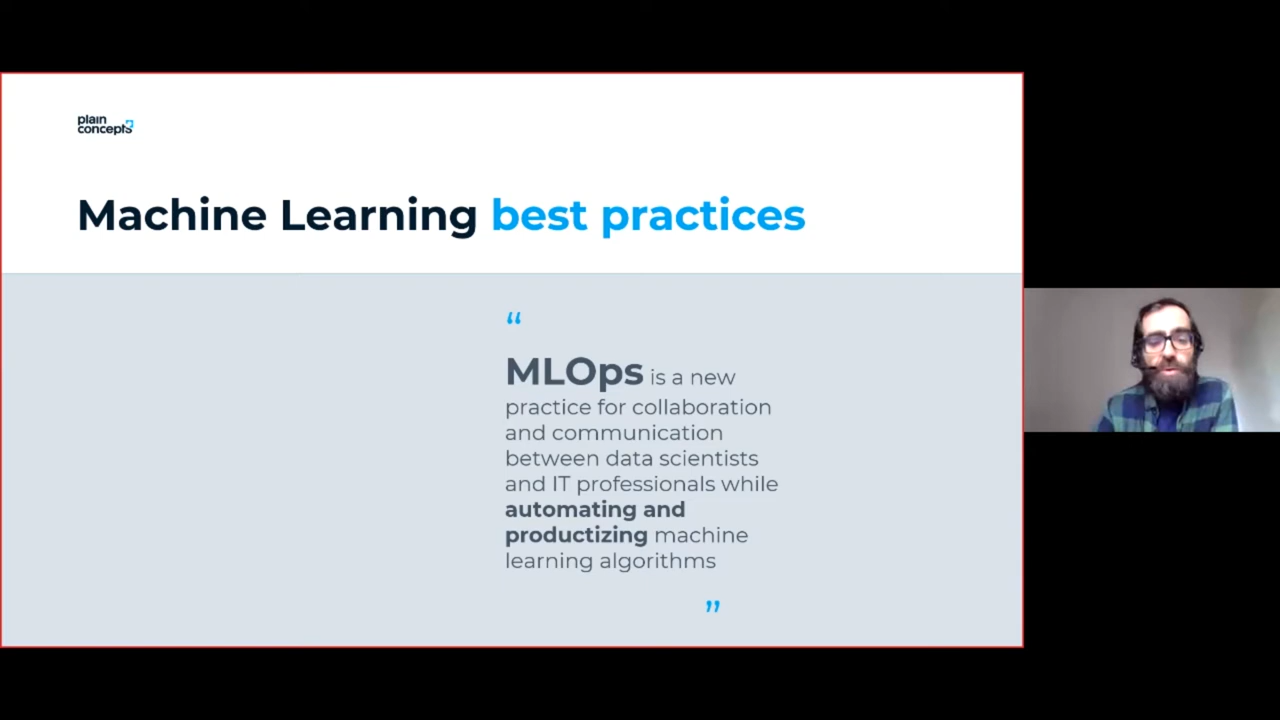 plain
concepts
Machine Learning best practices
“
MLOps is a new
practice for collaboration
and communication
between data scientists
and IT professionals while
automating and
productizing machine
learning algorithms
”